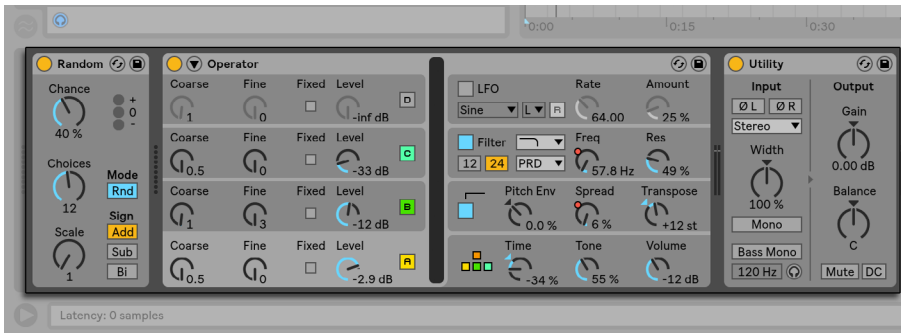 0:00 0:15 0:30
Random
Chance
40 %
+
0
-
Choices
12
Mode
Rnd
Sign
Add
Scale
1
Sub
Bi
Operator
Coarse Fine Fixed Level
1 0 -inf dB D
Coarse Fine Fixed Level
0.5 0 -33 dB C
Coarse Fine Fixed Level
1 3 -12 dB B
Coarse Fine Fixed Level
0.5 0 -2.9 dB A
LFO Rate Amount
Sine L R 64.00 25 %
Filter Freq Res
12 24 PRD 57.8 Hz 49 %
Pitch Env Spread Transpose
0.0 % 6 % +12 st
Time Tone Volume
-34 % 55 % -12 dB
Utility
Input
Ø L Ø R
Stereo
Width
100 %
Mono
Bass Mono
120 Hz
Output
Gain
0.00 dB
Balance
C
Mute DC
Latency: 0 samples